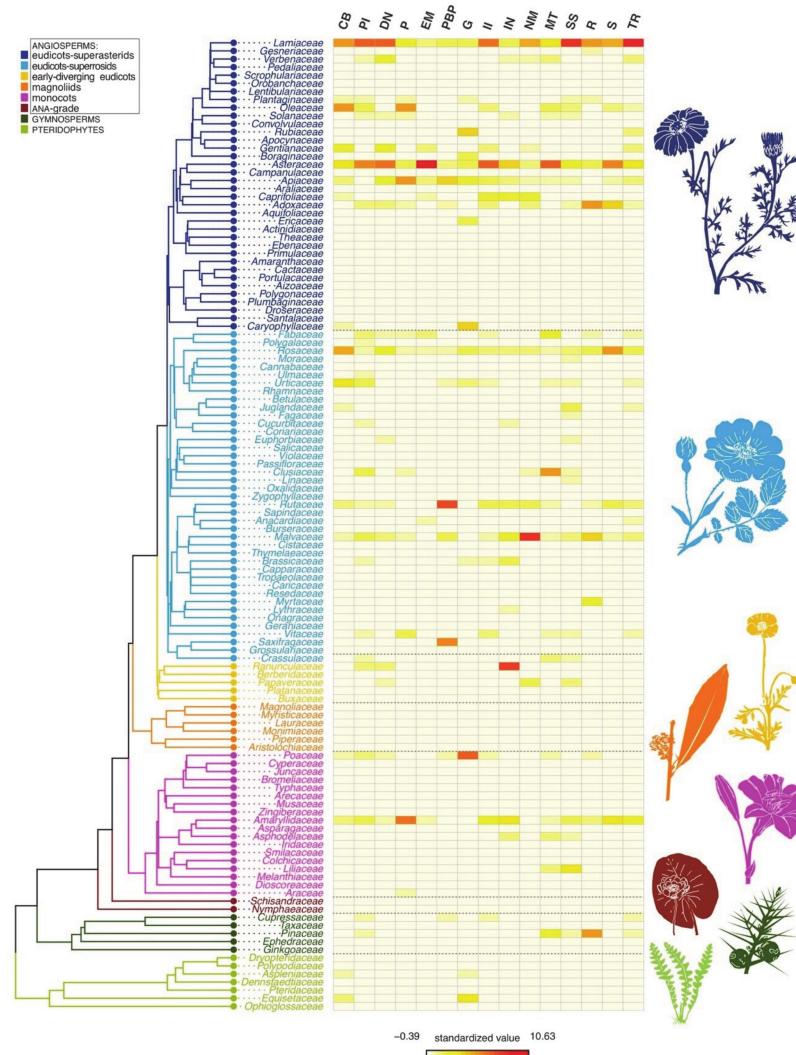 ANGIOSPERMS:
eudicots-superasterids
eudicots-superrosids
early-diverging eudicots
magnoliids
monocots
ANA-grade
GYMNOSPERMS
PTERIDOPHYTES
CB PI DN P EM PBP G II IN NM MT SS R S TR
Lamiaceae
Gesneriaceae
Verbenaceae
Pedaliaceae
Scrophulariaceae
Orobanchaceae
Lentibulariaceae
Plantaginaceae
Oleaceae
Solanaceae
Convolvulaceae
Rubiaceae
Apocynaceae
Gentianaceae
Boraginaceae
Asteraceae
Campanulaceae
Apiaceae
Araliaceae
Caprifoliaceae
Adoxaceae
Aquifoliaceae
Ericaceae
Actinidiaceae
Theaceae
Ebenaceae
Primulaceae
Amaranthaceae
Cactaceae
Portulacaceae
Aizoaceae
Polygonaceae
Plumbaginaceae
Droseraceae
Santalaceae
Caryophyllaceae
Fabaceae
Polygalaceae
Rosaceae
Moraceae
Cannabaceae
Ulmaceae
Urticaceae
Rhamnaceae
Betulaceae
Juglandaceae
Fagaceae
Cucurbitaceae
Coriariaceae
Euphorbiaceae
Salicaceae
Violaceae
Passifloraceae
Clusiaceae
Linaceae
Oxalidaceae
Zygophyllaceae
Rutaceae
Sapindaceae
Anacardiaceae
Burseraceae
Malvaceae
Cistaceae
Thymelaeaceae
Brassicaceae
Capparaceae
Tropaeolaceae
Caricaceae
Resedaceae
Myrtaceae
Lythraceae
Onagraceae
Geraniaceae
Vitaceae
Saxifragaceae
Grossulariaceae
Crassulaceae
Ranunculaceae
Berberidaceae
Papaveraceae
Platanaceae
Buxaceae
Magnoliaceae
Myristicaceae
Lauraceae
Monimiaceae
Piperaceae
Aristolochiaceae
Poaceae
Cyperaceae
Juncaceae
Bromeliaceae
Typhaceae
Arecaceae
Musaceae
Zingiberaceae
Amaryllidaceae
Asparagaceae
Asphodelaceae
Iridaceae
Smilacaceae
Colchicaceae
Liliaceae
Melanthiaceae
Dioscoreaceae
Araceae
Schisandraceae
Nymphaeaceae
Cupressaceae
Taxaceae
Pinaceae
Ephedraceae
Ginkgoaceae
Dryopteridaceae
Polypodiaceae
Aspleniaceae
Dennstaedtiaceae
Pteridaceae
Equisetaceae
Ophioglossaceae
−0.39 standardized value 10.63